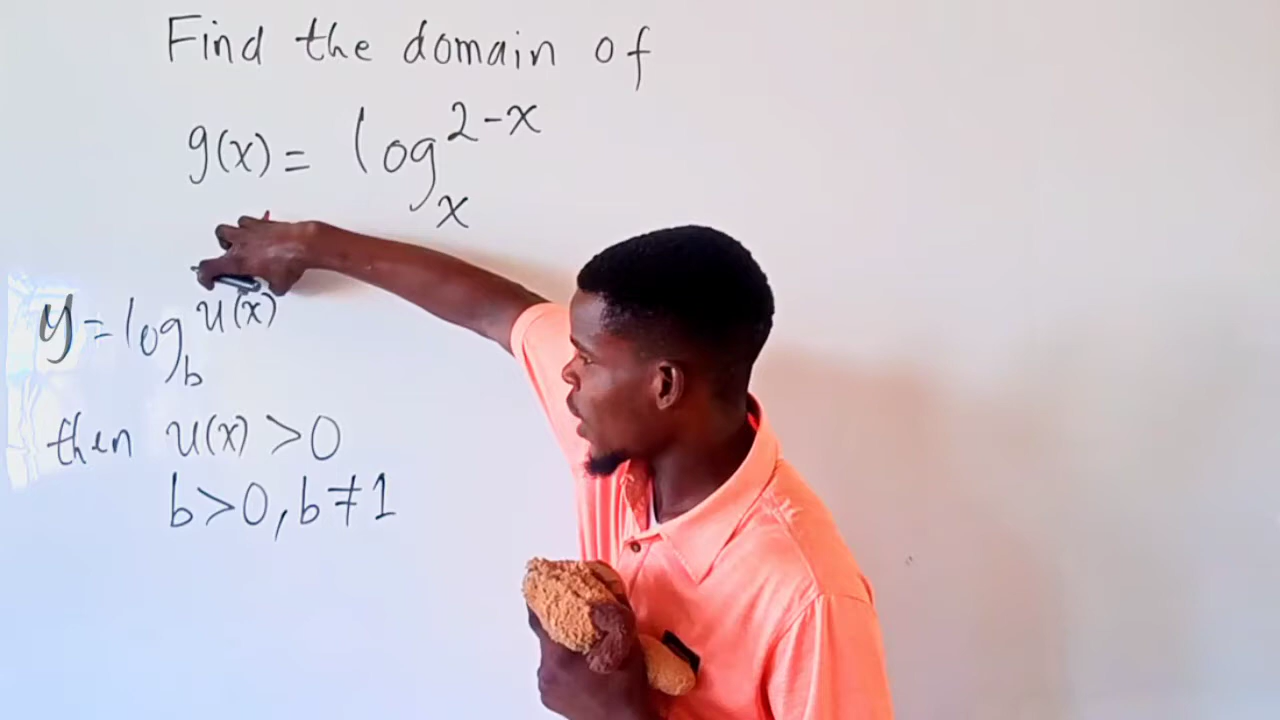 Find the domain of
g(x) = log_x^2-x
y = log_b^u(x)
then u(x) > 0
b > 0, b ≠ 1